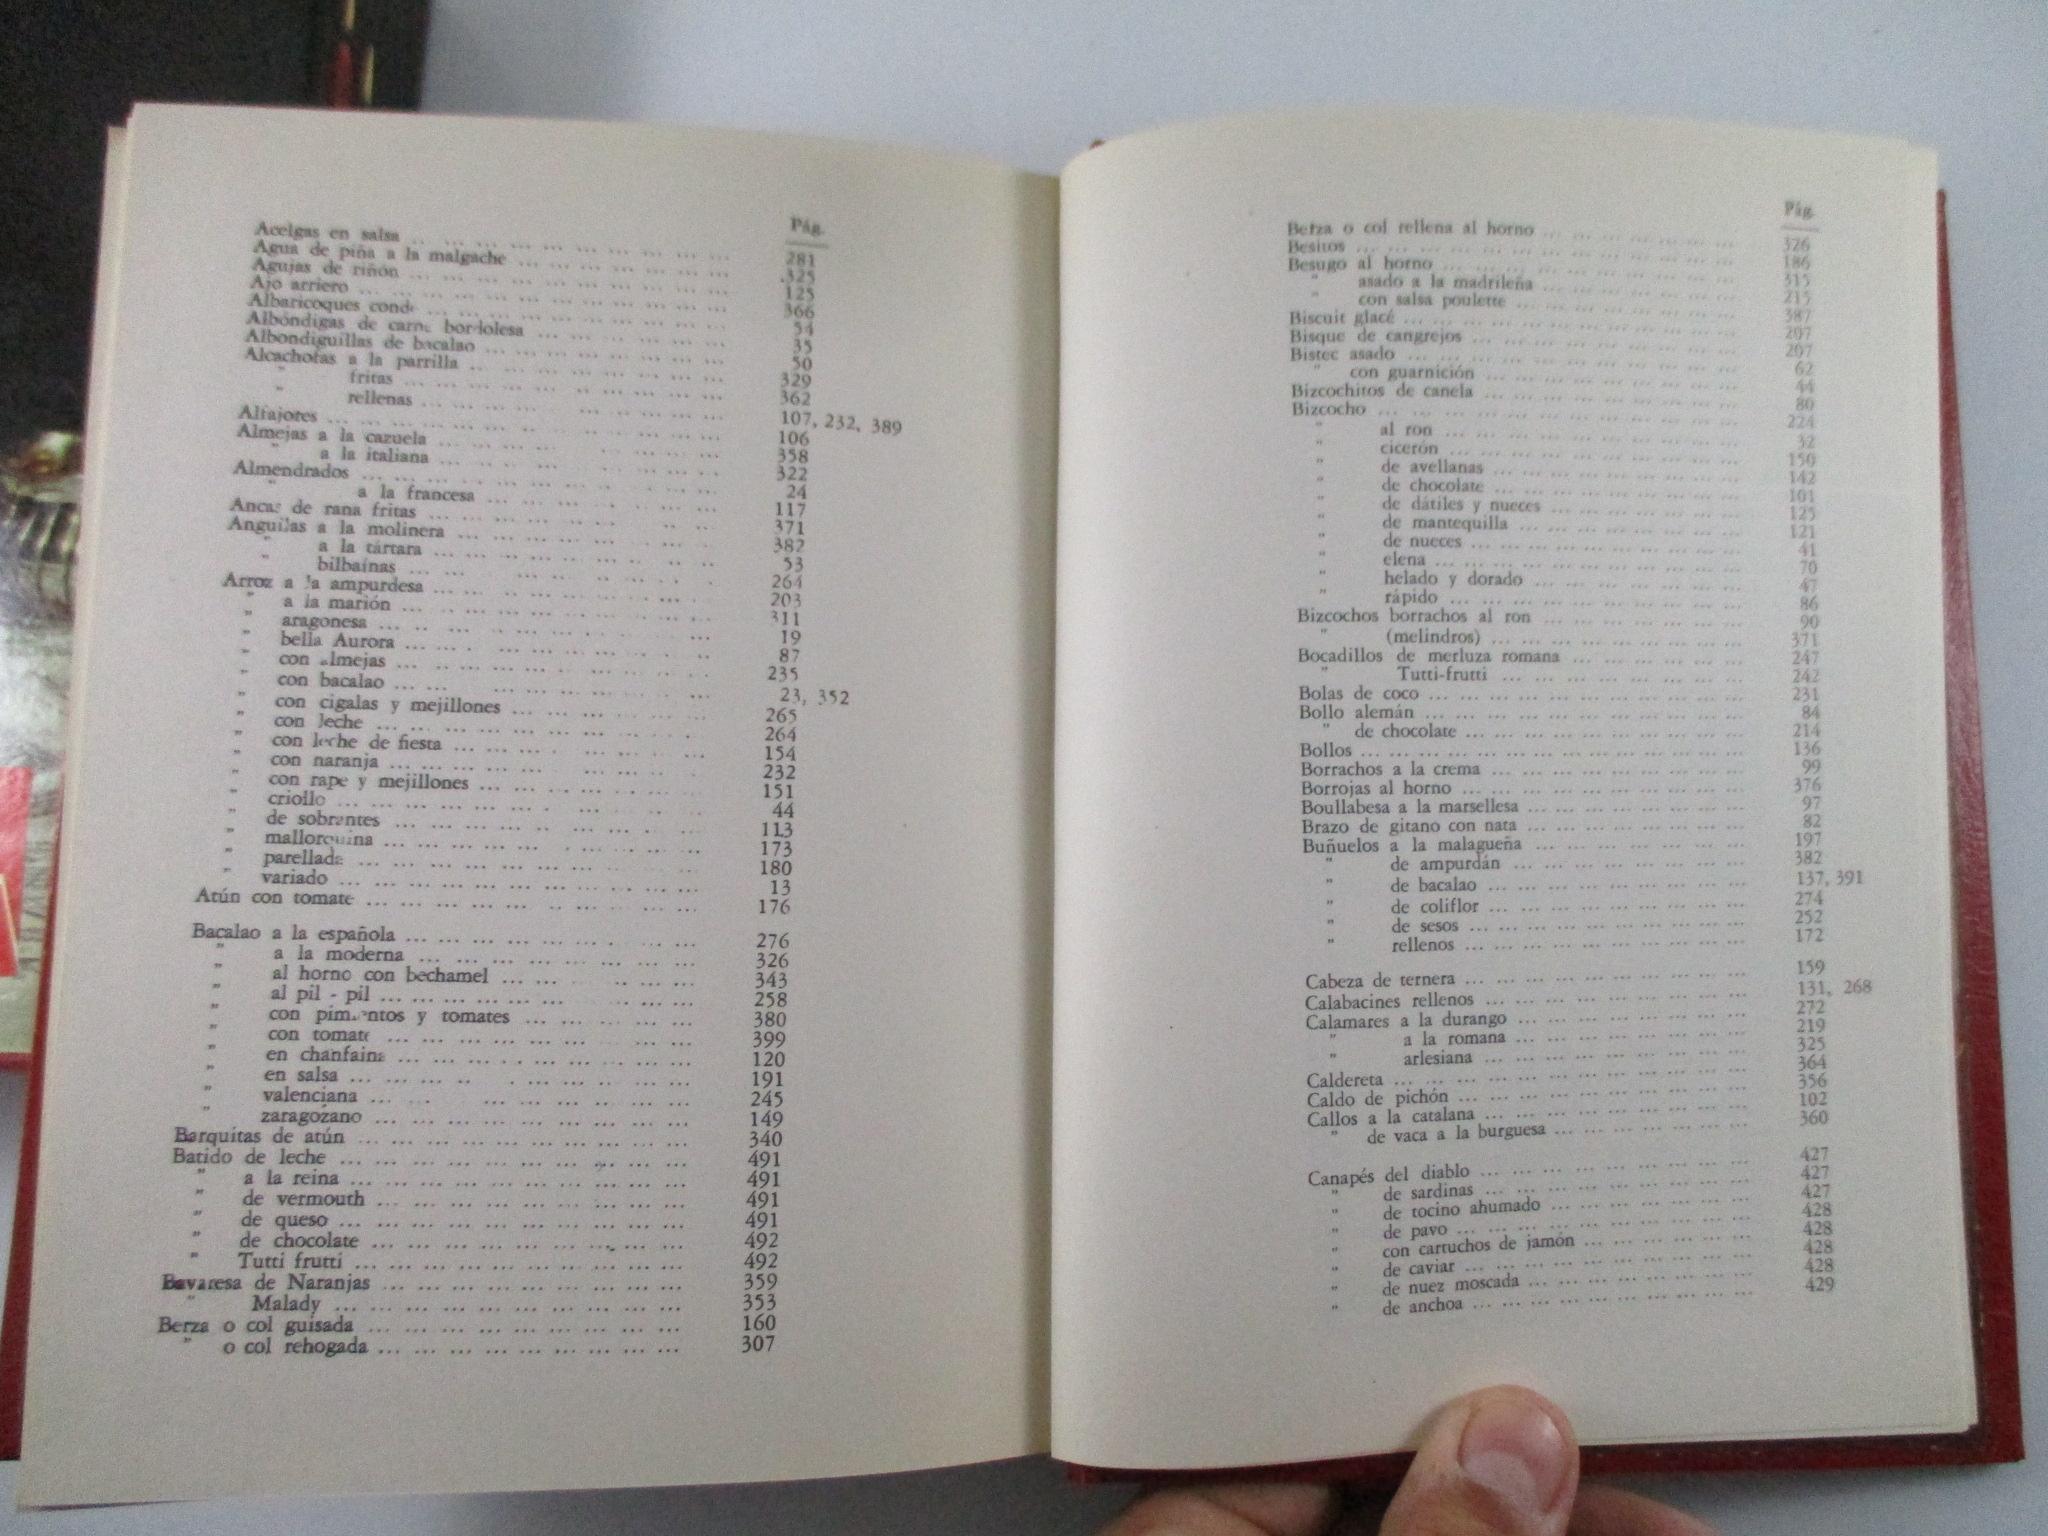 Pág.
Acelgas en salsa ... 281
Agua de piña a la malgache ... 325
Agujas de riñón ... 125
Ajo arriero ... 366
Albaricoques conde ... 54
Albóndigas de carne bordolesa ... 35
Albondiguillas de bacalao ... 50
Alcachofas a la parrilla ... 329
" fritas ... 362
" rellenas ... 107, 232, 389
Alfajores ... 106
Almejas a la cazuela ... 358
" a la italiana ... 322
Almendrados ... 24
" a la francesa ... 117
Ancas de rana fritas ... 371
Anguilas a la molinera ... 382
" a la tártara ... 53
" bilbaínas ... 264
Arroz a la ampurdesa ... 203
" a la marión ... 311
" aragonesa ... 19
" bella Aurora ... 87
" con almejas ... 235
" con bacalao ... 23, 352
" con cigalas y mejillones ... 265
" con leche ... 264
" con leche de fiesta ... 154
" con naranja ... 232
" con rape y mejillones ... 151
" criollo ... 44
" de sobrantes ... 113
" mallorquina ... 173
" parellada ... 180
" variado ... 13
Atún con tomate ... 176
Bacalao a la española ... 276
" a la moderna ... 326
" al horno con bechamel ... 343
" al pil - pil ... 258
" con pimientos y tomates ... 380
" con tomate ... 399
" en chanfaina ... 120
" en salsa ... 191
" valenciana ... 245
" zaragozano ... 149
Barquitas de atún ... 340
Batido de leche ... 491
" a la reina ... 491
" de vermouth ... 491
" de queso ... 491
" de chocolate ... 492
" Tutti frutti ... 492
Bavaresa de Naranjas ... 359
" Malady ... 353
Berza o col guisada ... 160
" o col rehogada ... 307
Pág.
Berza o col rellena al horno ... 326
Besitos ... 186
Besugo al horno ... 315
" asado a la madrileña ... 215
" con salsa poulette ... 387
Biscuit glacé ... 207
Bisque de cangrejos ... 207
Bistec asado ... 62
" con guarnición ... 44
Bizcochitos de canela ... 80
Bizcocho ... 224
" al ron ... 32
" cicerón ... 150
" de avellanas ... 142
" de chocolate ... 101
" de dátiles y nueces ... 125
" de mantequilla ... 121
" de nueces ... 41
" elena ... 70
" helado y dorado ... 47
" rápido ... 86
Bizcochos borrachos al ron ... 90
" (melindros) ... 371
Bocadillos de merluza romana ... 247
" Tutti-frutti ... 242
Bolas de coco ... 231
Bollo alemán ... 84
" de chocolate ... 214
Bollos ... 136
Borrachos a la crema ... 99
Borrojas al horno ... 376
Boullabesa a la marsellesa ... 97
Brazo de gitano con nata ... 82
Buñuelos a la malagueña ... 197
" de ampurdán ... 382
" de bacalao ... 137, 391
" de coliflor ... 274
" de sesos ... 252
" rellenos ... 172
Cabeza de ternera ... 159
Calabacines rellenos ... 131, 268
Calamares a la durango ... 272
" a la romana ... 219
" arlesiana ... 325
Caldereta ... 364
Caldo de pichón ... 356
Callos a la catalana ... 102
" de vaca a la burguesa ... 360
Canapés del diablo ... 427
" de sardinas ... 427
" de tocino ahumado ... 427
" de pavo ... 428
" con cartuchos de jamón ... 428
" de caviar ... 428
" de nuez moscada ... 428
" de anchoa ... 429